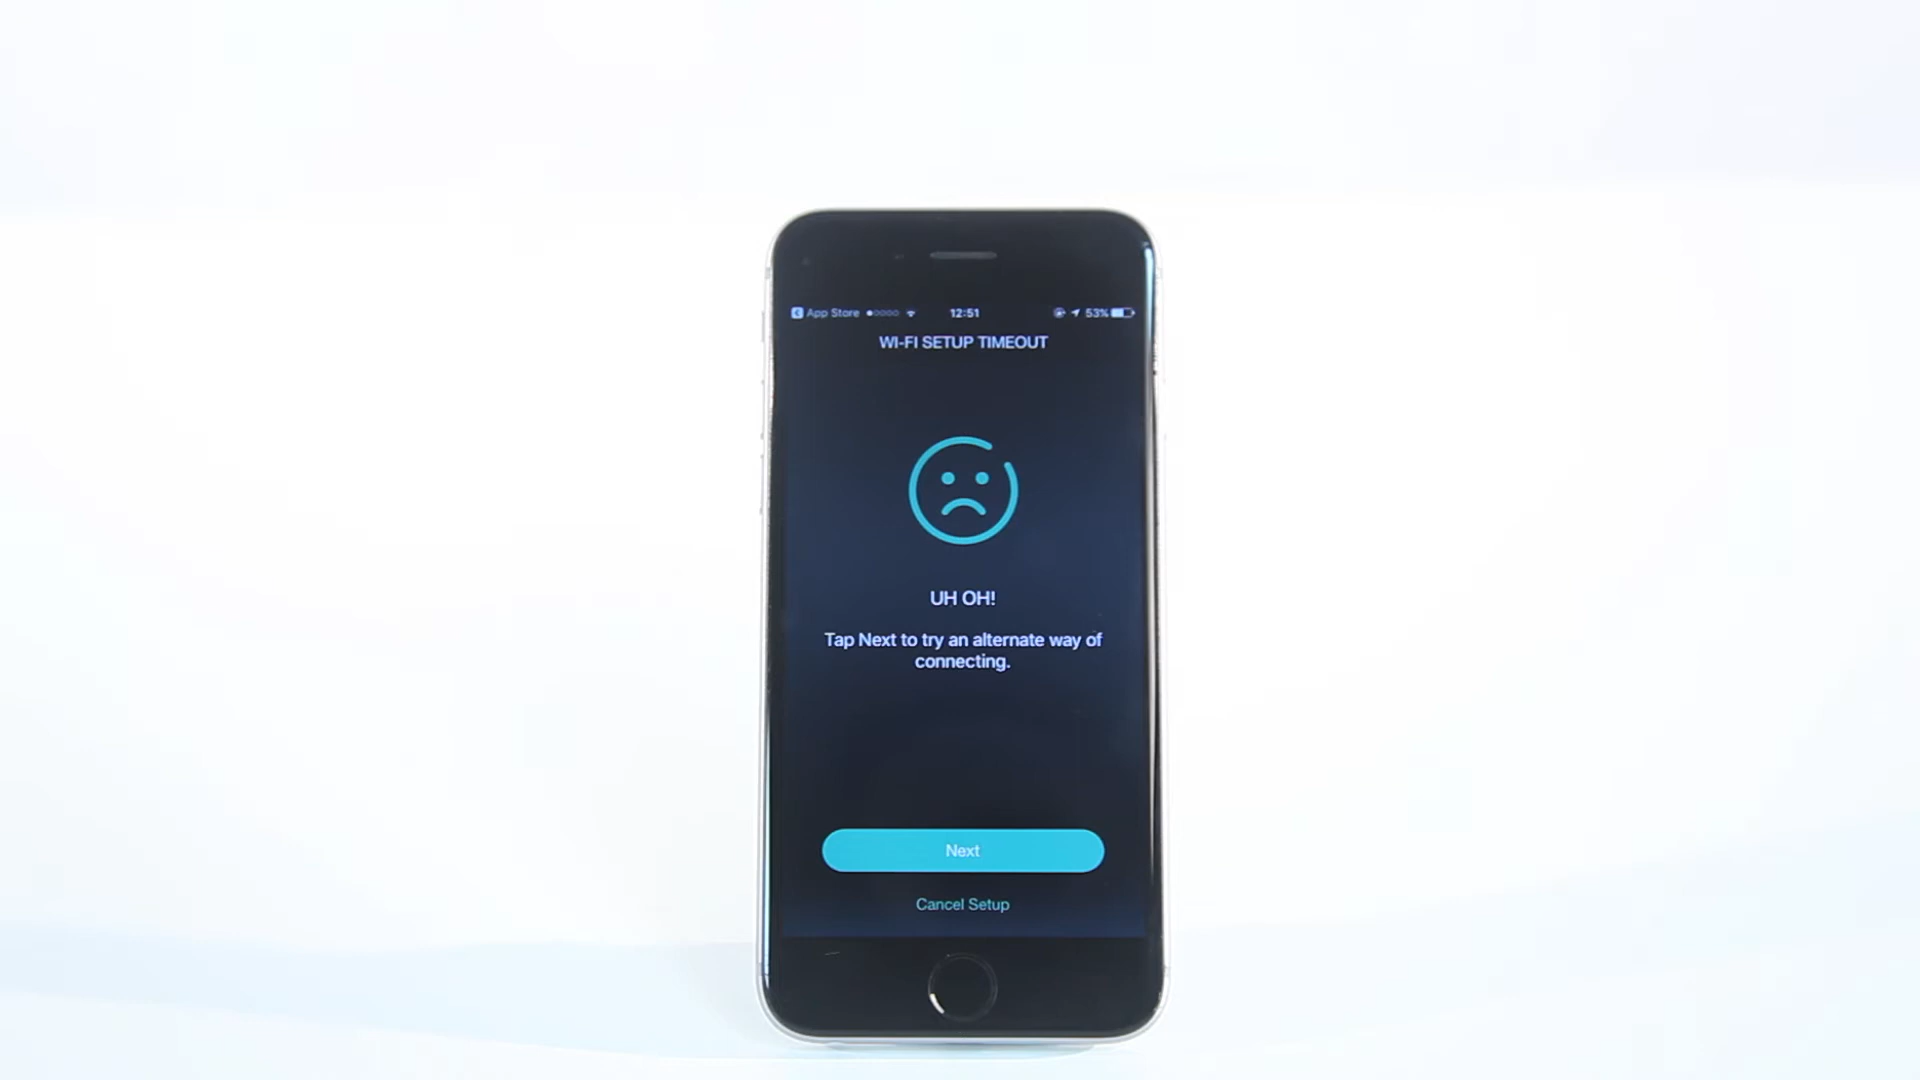 App Store 12:51 53%
WI-FI SETUP TIMEOUT
UH OH!
Tap Next to try an alternate way of
connecting.
Next
Cancel Setup